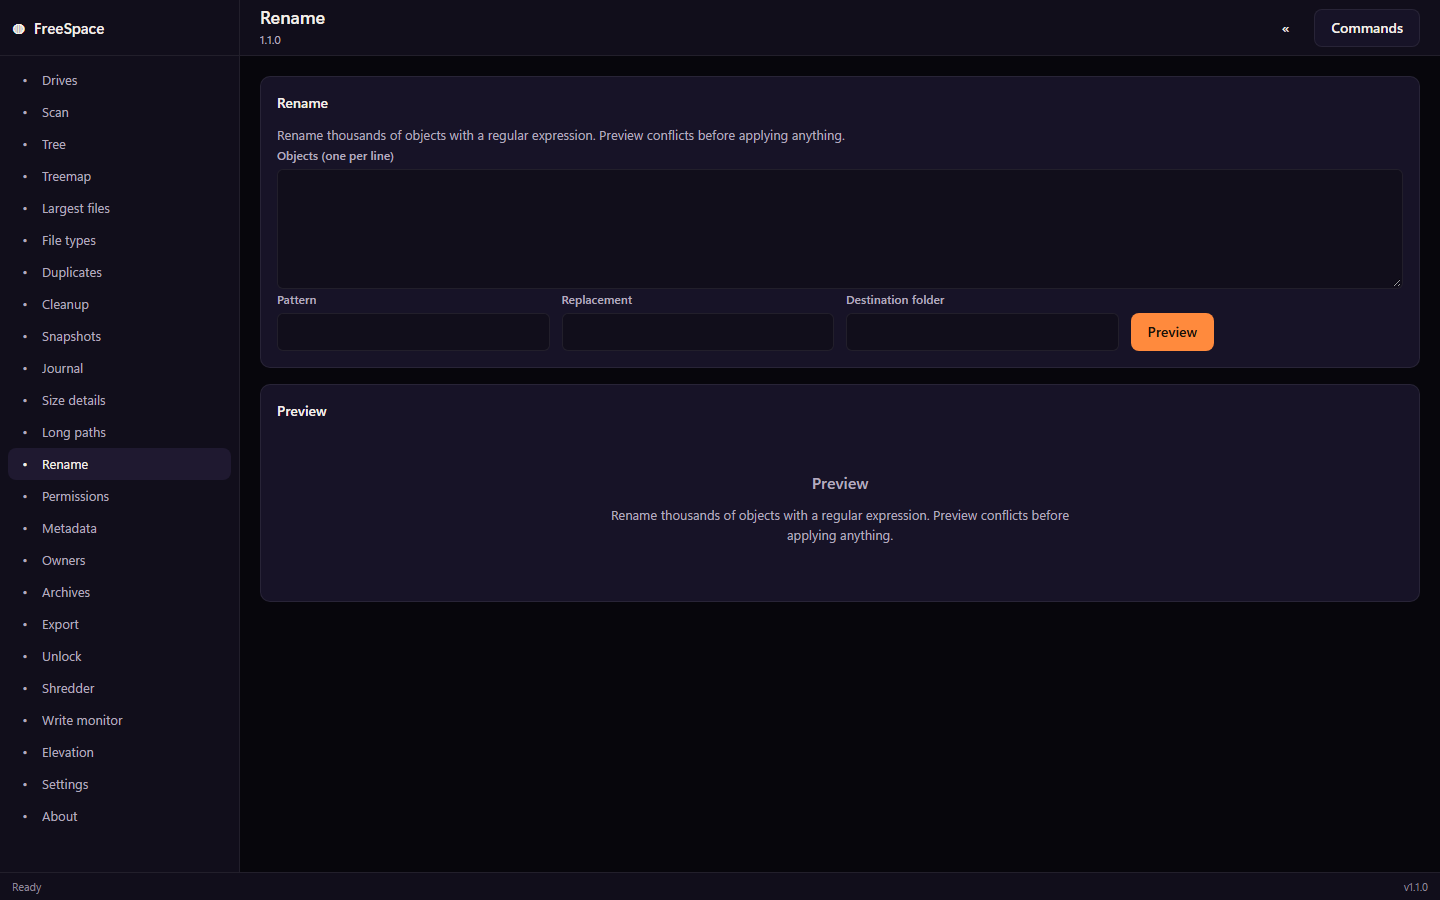 FreeSpace
Rename
1.1.0
«
Commands
• Drives
• Scan
• Tree
• Treemap
• Largest files
• File types
• Duplicates
• Cleanup
• Snapshots
• Journal
• Size details
• Long paths
• Rename
• Permissions
• Metadata
• Owners
• Archives
• Export
• Unlock
• Shredder
• Write monitor
• Elevation
• Settings
• About
Rename
Rename thousands of objects with a regular expression. Preview conflicts before applying anything.
Objects (one per line)
Pattern
Replacement
Destination folder
Preview
Preview
Preview
Rename thousands of objects with a regular expression. Preview conflicts before
applying anything.
Ready
v1.1.0